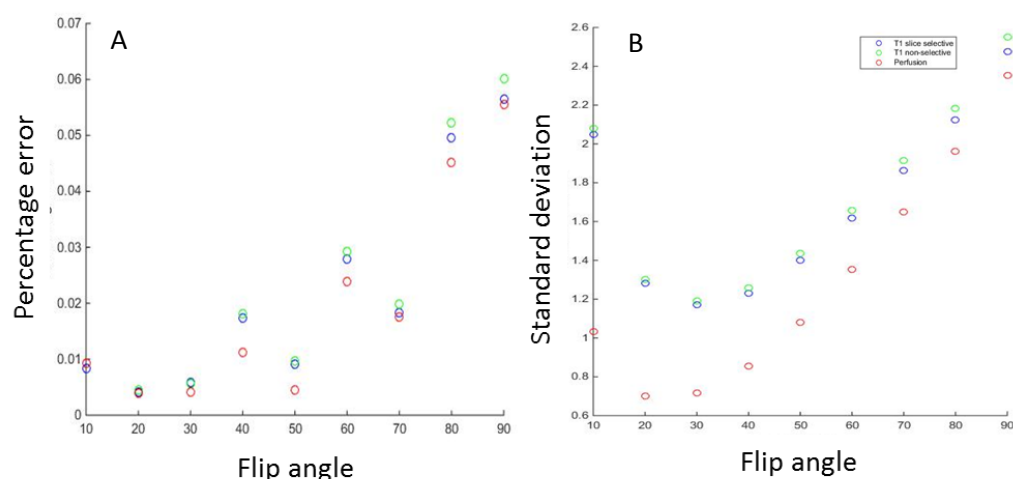 A
Percentage error
0.07
0.06
0.05
0.04
0.03
0.02
0.01
0
10 20 30 40 50 60 70 80 90
Flip angle
B
Standard deviation
T1 slice selective
T1 non-selective
Perfusion
2.6
2.4
2.2
2
1.8
1.6
1.4
1.2
1
0.8
0.6
10 20 30 40 50 60 70 80 90
Flip angle